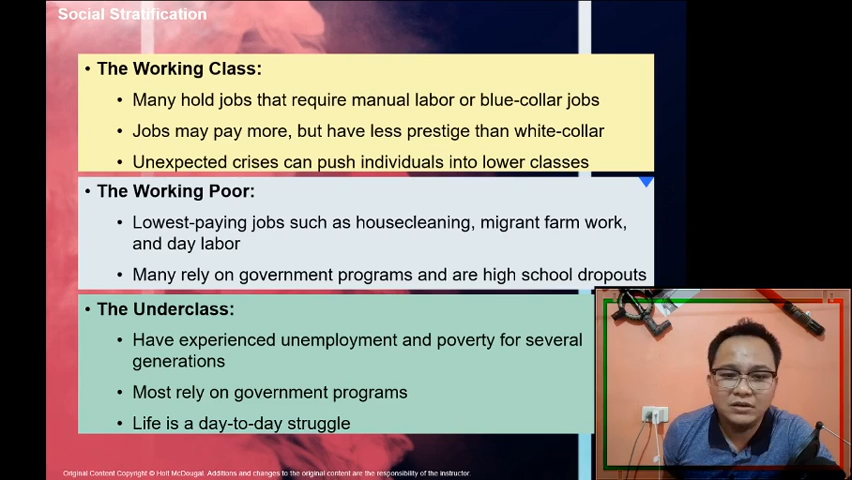 Social Stratification
• The Working Class:
• Many hold jobs that require manual labor or blue-collar jobs
• Jobs may pay more, but have less prestige than white-collar
• Unexpected crises can push individuals into lower classes
• The Working Poor:
• Lowest-paying jobs such as housecleaning, migrant farm work,
and day labor
• Many rely on government programs and are high school dropouts
• The Underclass:
• Have experienced unemployment and poverty for several
generations
• Most rely on government programs
• Life is a day-to-day struggle
Original Content Copyright © Holt McDougal. Additions and changes to the original content are the responsibility of the instructor.